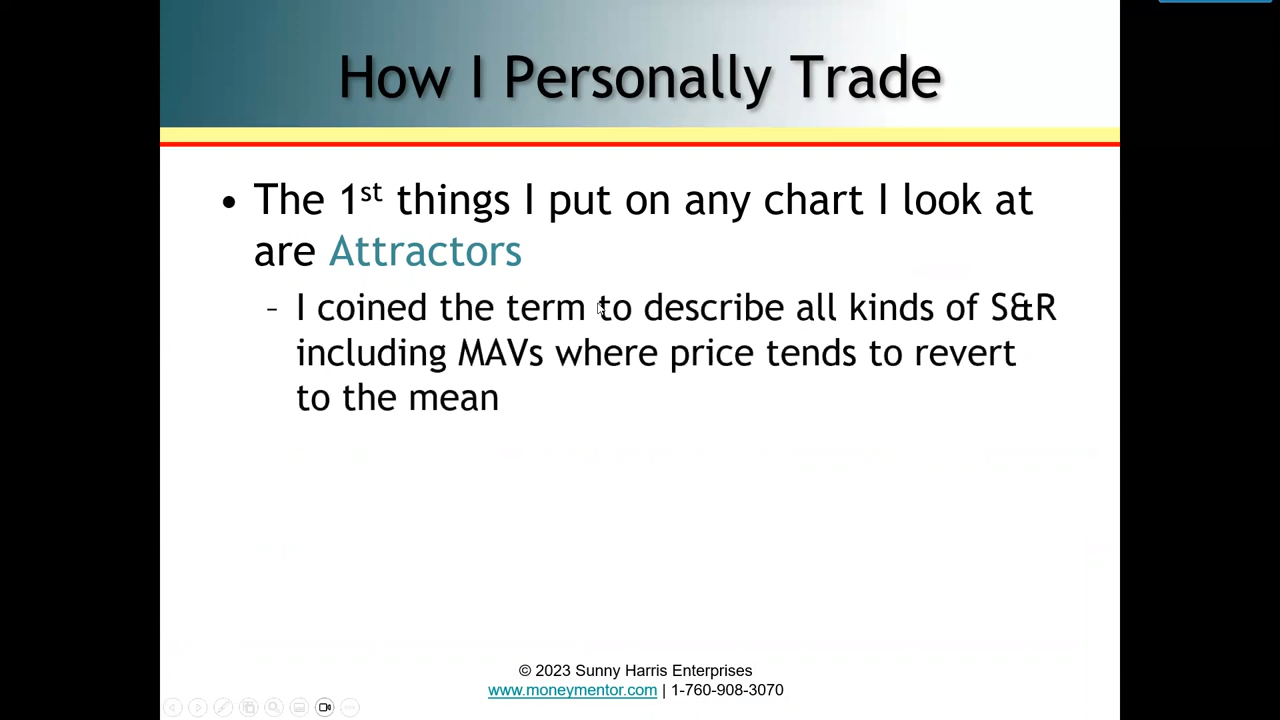 How I Personally Trade
• The 1st things I put on any chart I look at
are Attractors
– I coined the term to describe all kinds of S&R
including MAVs where price tends to revert
to the mean
© 2023 Sunny Harris Enterprises
www.moneymentor.com | 1-760-908-3070